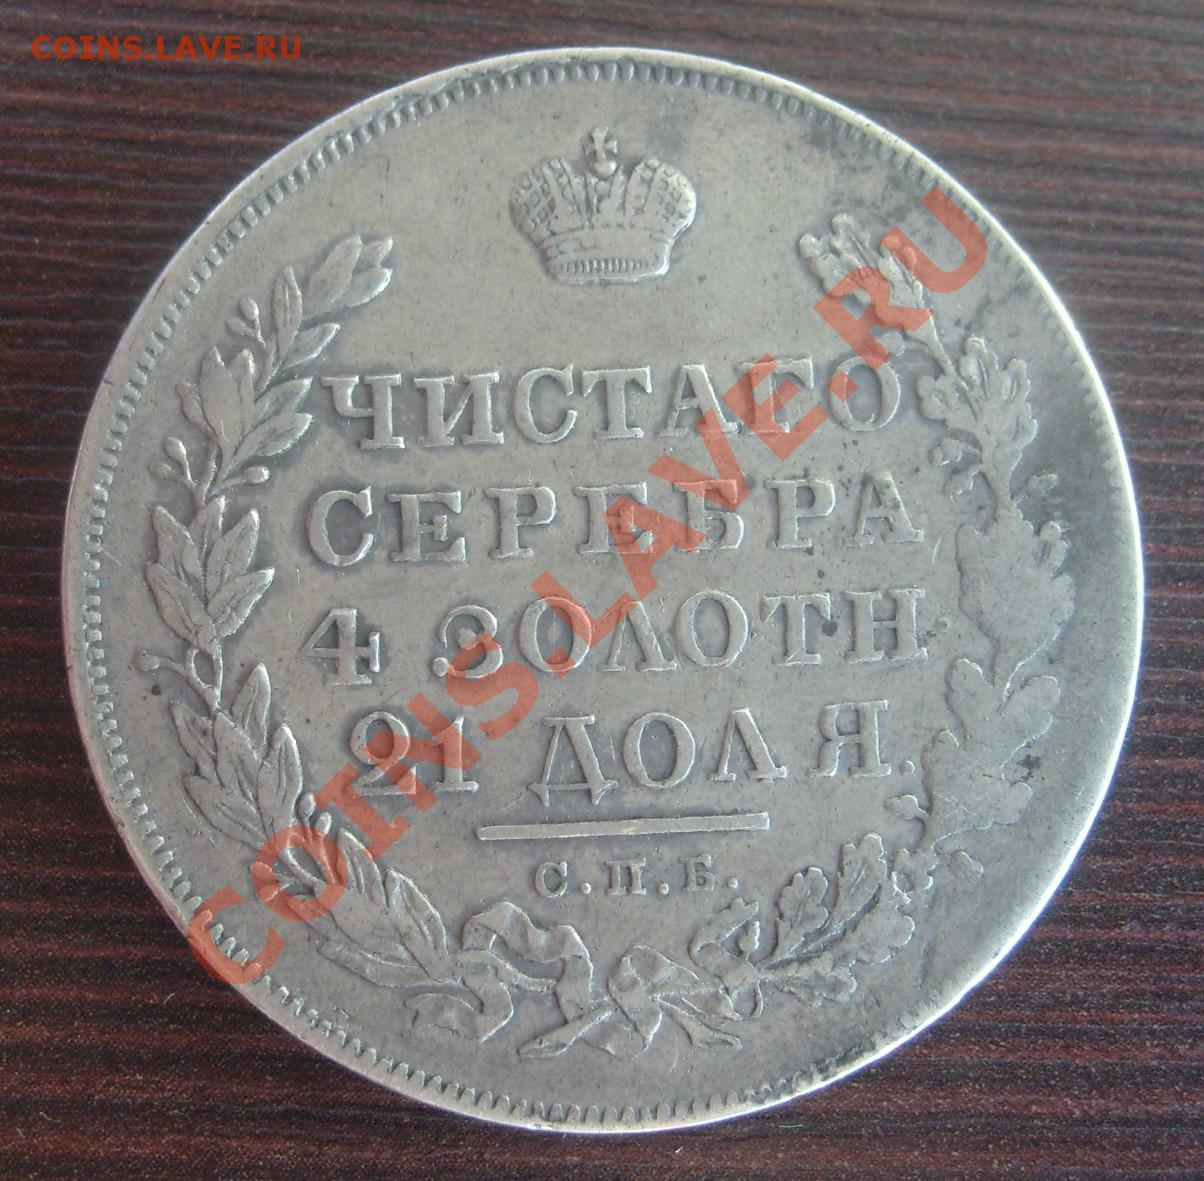 COINS.LAVE.RU
ЧИСТАГО
СЕРЕБРА
4 ЗОЛОТН.
21 ДОЛЯ.
С.П.Б.
COINS.LAVE.RU